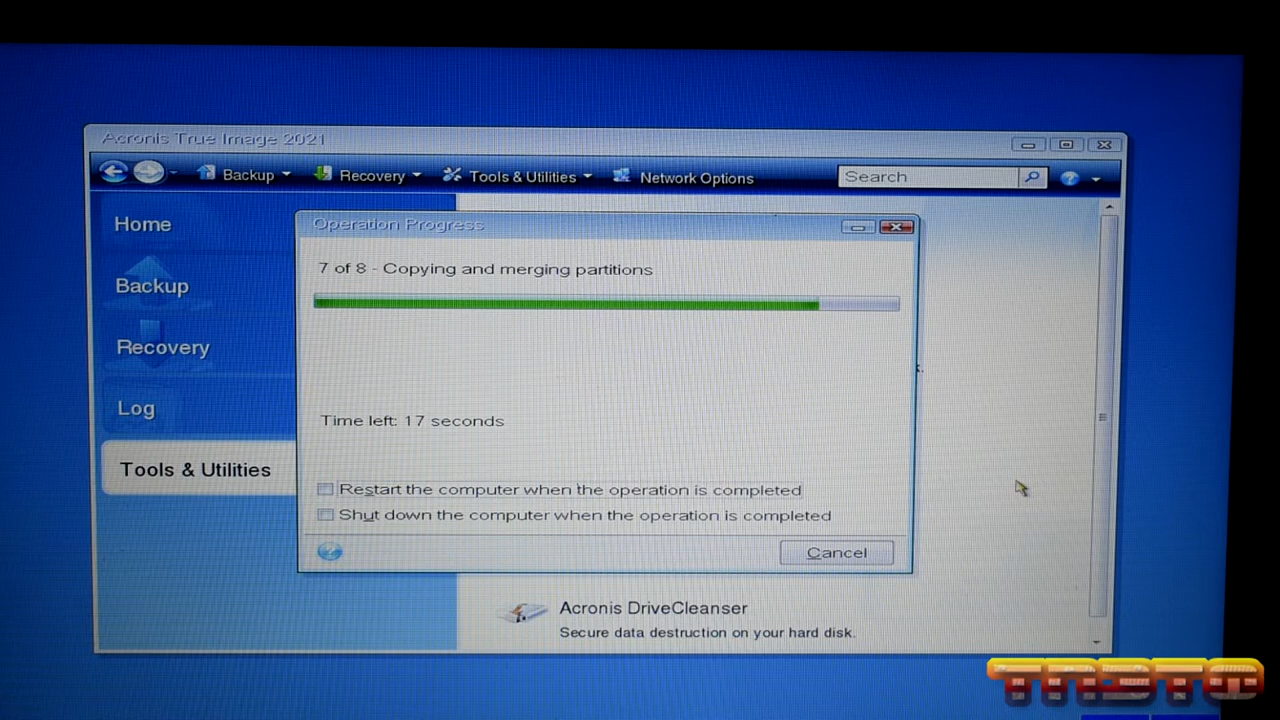 Acronis True Image 2021
Backup Recovery Tools & Utilities Network Options Search
Home
Backup
Recovery
Log
Tools & Utilities
Operation Progress
7 of 8 - Copying and merging partitions
Time left: 17 seconds
Restart the computer when the operation is completed
Shut down the computer when the operation is completed
Cancel
Acronis DriveCleanser
Secure data destruction on your hard disk.